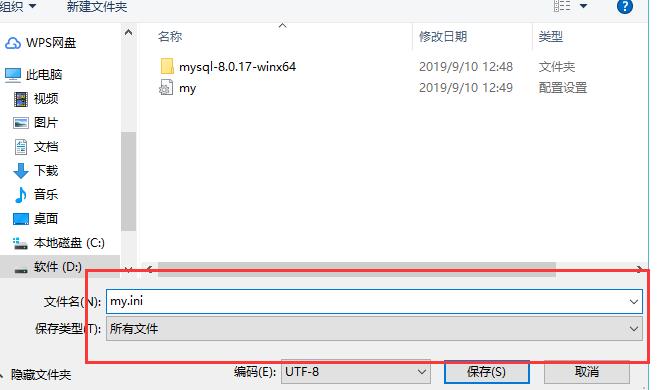 组织 新建文件夹 ?
名称 修改日期 类型
WPS网盘
mysql-8.0.17-winx64 2019/9/10 12:48 文件夹
此电脑
my 2019/9/10 12:49 配置设置
视频
图片
文档
下载
音乐
桌面
本地磁盘 (C:)
软件 (D:)
文件名(N): my.ini
保存类型(T): 所有文件
隐藏文件夹 编码(E): UTF-8 保存(S) 取消